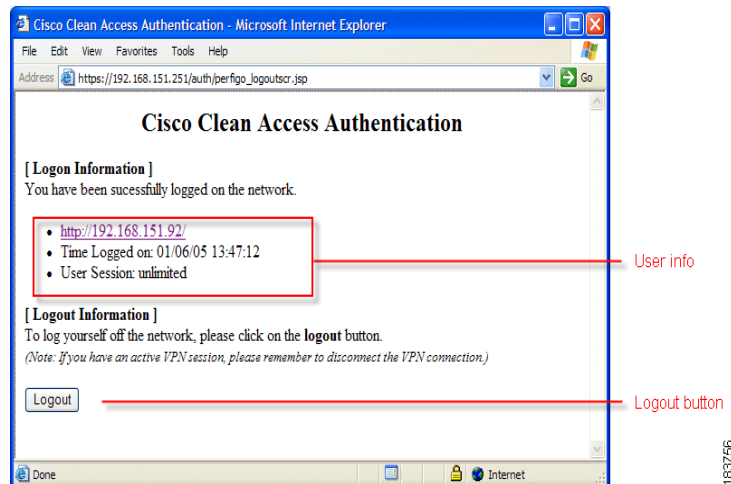 Cisco Clean Access Authentication - Microsoft Internet Explorer
File Edit View Favorites Tools Help
Address https://192.168.151.251/auth/perfigo_logoutscr.jsp Go
Cisco Clean Access Authentication
[ Logon Information ]
You have been sucessfully logged on the network.
• http://192.168.151.92/
• Time Logged on: 01/06/05 13:47:12
• User Session: unlimited
User info
[ Logout Information ]
To log yourself off the network, please click on the logout button.
(Note: If you have an active VPN session, please remember to disconnect the VPN connection.)
Logout
Logout button
Done Internet
183756